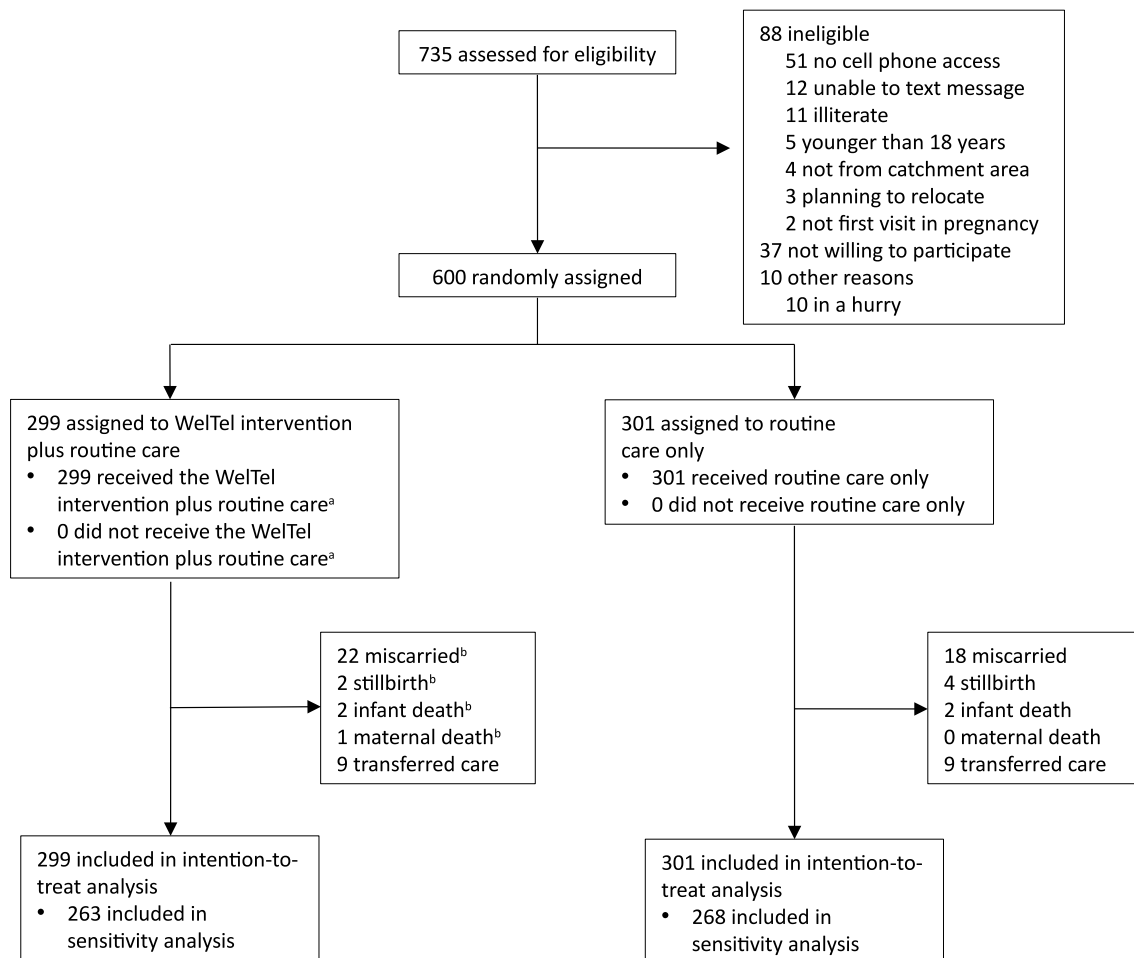 735 assessed for eligibility
88 ineligible
51 no cell phone access
12 unable to text message
11 illiterate
5 younger than 18 years
4 not from catchment area
3 planning to relocate
2 not first visit in pregnancy
37 not willing to participate
10 other reasons
10 in a hurry
600 randomly assigned
299 assigned to WelTel intervention
plus routine care
• 299 received the WelTel
intervention plus routine careᵃ
• 0 did not receive the WelTel
intervention plus routine careᵃ
301 assigned to routine
care only
• 301 received routine care only
• 0 did not receive routine care only
22 miscarriedᵇ
2 stillbirthᵇ
2 infant deathᵇ
1 maternal deathᵇ
9 transferred care
18 miscarried
4 stillbirth
2 infant death
0 maternal death
9 transferred care
299 included in intention-to-
treat analysis
• 263 included in
sensitivity analysis
301 included in intention-to-
treat analysis
• 268 included in
sensitivity analysis